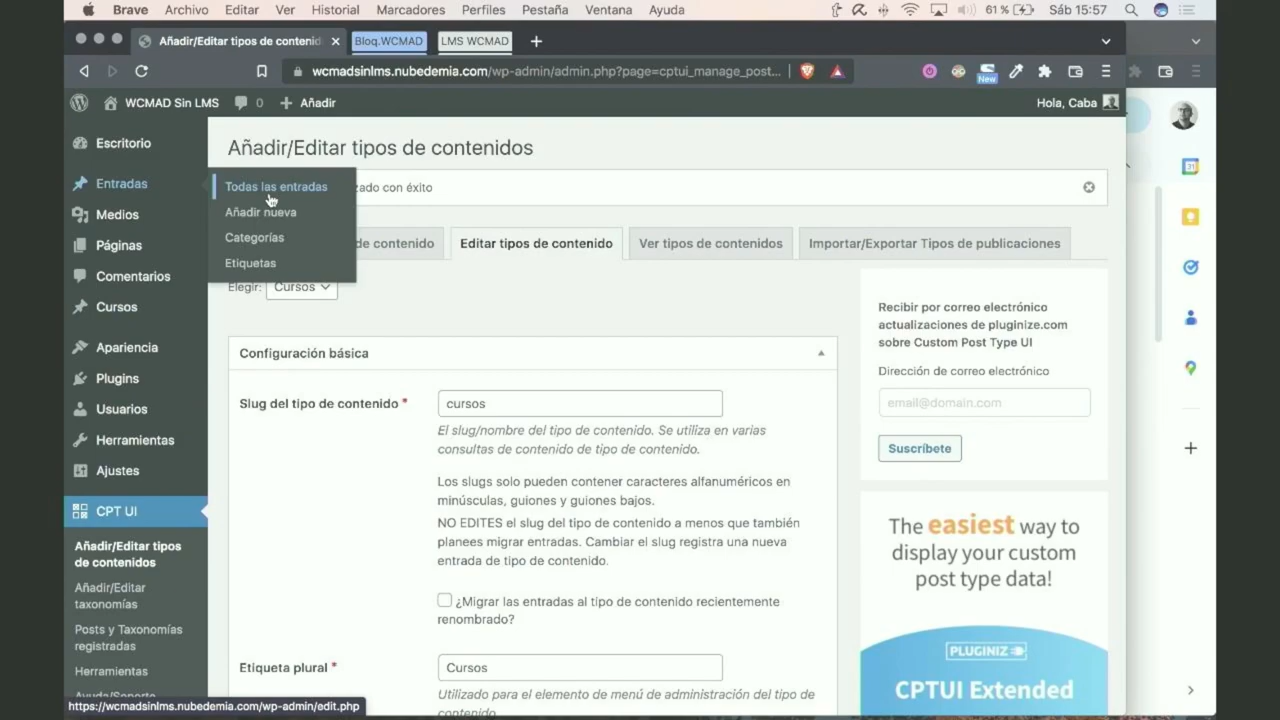 Brave Archivo Editar Ver Historial Marcadores Perfiles Pestaña Ventana Ayuda 61 % Sáb 15:57
Añadir/Editar tipos de contenid
Bloq.WCMAD
LMS WCMAD
wcmadsinlms.nubedemia.com/wp-admin/admin.php?page=cptui_manage_post...
New
WCMAD Sin LMS 0 Añadir
Hola, Caba
Escritorio
Entradas
Medios
Páginas
Comentarios
Cursos
Apariencia
Plugins
Usuarios
Herramientas
Ajustes
CPT UI
Añadir/Editar tipos
de contenidos
Añadir/Editar
taxonomías
Posts y Taxonomías
registradas
Herramientas
Ayuda/Soporte
https://wcmadsinlms.nubedemia.com/wp-admin/edit.php
Todas las entradas
Añadir nueva
Categorías
Etiquetas
Añadir/Editar tipos de contenidos
zado con éxito
de contenido
Editar tipos de contenido
Ver tipos de contenidos
Importar/Exportar Tipos de publicaciones
Elegir: Cursos
Configuración básica
Slug del tipo de contenido *
cursos
El slug/nombre del tipo de contenido. Se utiliza en varias
consultas de contenido de tipo de contenido.
Los slugs solo pueden contener caracteres alfanuméricos en
minúsculas, guiones y guiones bajos.
NO EDITES el slug del tipo de contenido a menos que también
planees migrar entradas. Cambiar el slug registra una nueva
entrada de tipo de contenido.
¿Migrar las entradas al tipo de contenido recientemente
renombrado?
Etiqueta plural *
Cursos
Utilizado para el elemento de menú de administración del tipo de
contenido.
Recibir por correo electrónico
actualizaciones de pluginize.com
sobre Custom Post Type UI
Dirección de correo electrónico
email@domain.com
Suscríbete
The easiest way to
display your custom
post type data!
PLUGINIZ
CPTUI Extended